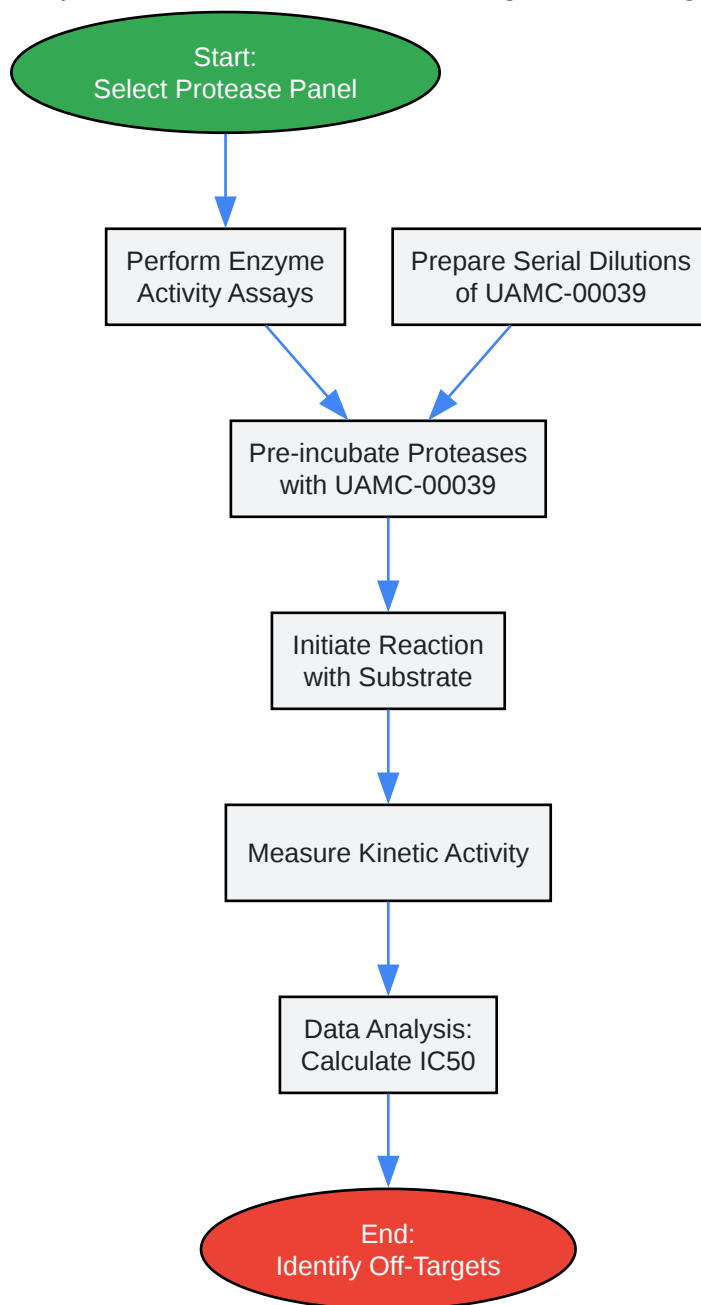 Start:
Select Protease Panel
Perform Enzyme
Activity Assays
Prepare Serial Dilutions
of UAMC-00039
Pre-incubate Proteases
with UAMC-00039
Initiate Reaction
with Substrate
Measure Kinetic Activity
Data Analysis:
Calculate IC50
End:
Identify Off-Targets